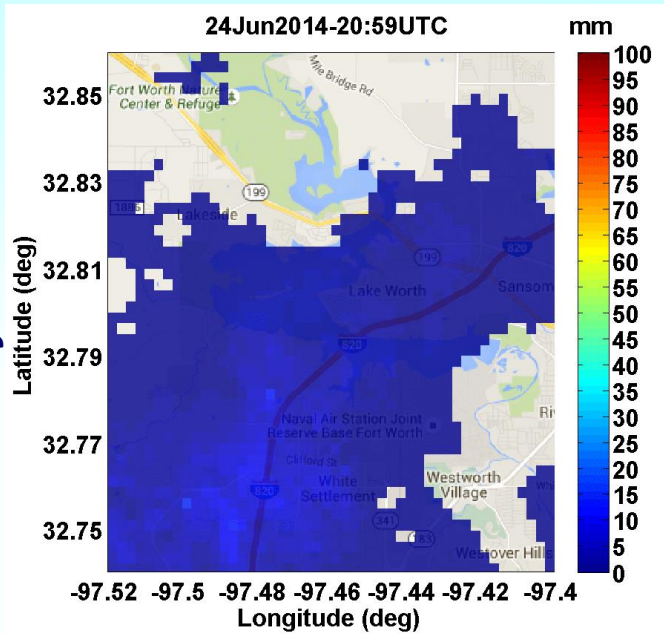 24Jun2014-20:59UTC
mm
Mile Bridge Rd
Fort Worth Nature
Center & Refuge
199
Lakeside
199
820
Lake Worth
Sansom
820
Naval Air Station Joint
Reserve Base Fort Worth
Clifford St
White
Settlement
820
Westworth
Village
341
183
Westover Hills
32.85
32.83
32.81
32.79
32.77
32.75
Latitude (deg)
-97.52 -97.5 -97.48 -97.46 -97.44 -97.42 -97.4
Longitude (deg)
100
95
90
85
80
75
70
65
60
55
50
45
40
35
30
25
20
15
10
5
0